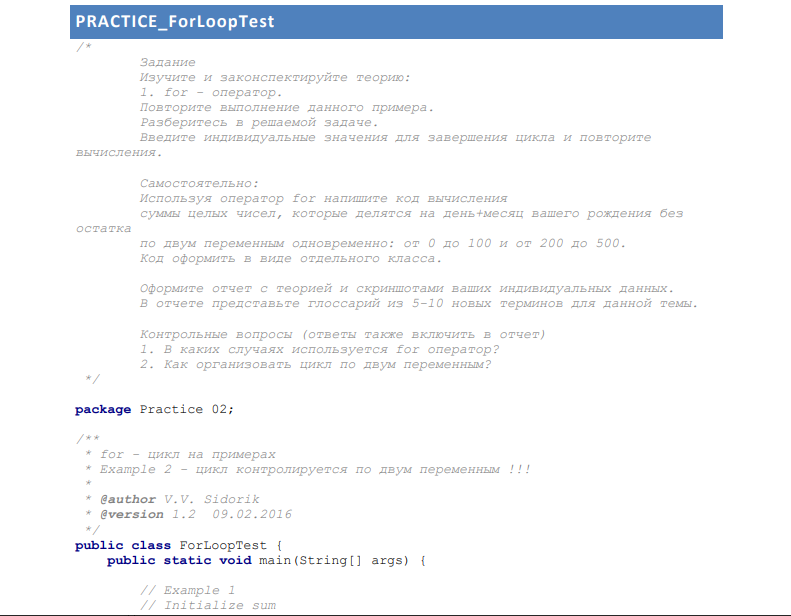 PRACTICE_ForLoopTest
/*
Задание
Изучите и законспектируйте теорию:
1. for - оператор.
Повторите выполнение данного примера.
Разберитесь в решаемой задаче.
Введите индивидуальные значения для завершения цикла и повторите
вычисления.
Самостоятельно:
Используя оператор for напишите код вычисления
суммы целых чисел, которые делятся на день+месяц вашего рождения без
остатка
по двум переменным одновременно: от 0 до 100 и от 200 до 500.
Код оформить в виде отдельного класса.
Оформите отчет с теорией и скриншотами ваших индивидуальных данных.
В отчете представьте глоссарий из 5-10 новых терминов для данной темы.
Контрольные вопросы (ответы также включить в отчет)
1. В каких случаях используется for оператор?
2. Как организовать цикл по двум переменным?
*/
package Practice 02;
/**
* for - цикл на примерах
* Example 2 - цикл контролируется по двум переменным !!!
*
* @author V.V. Sidorik
* @version 1.2 09.02.2016
*/
public class ForLoopTest {
public static void main(String[] args) {
// Example 1
// Initialize sum